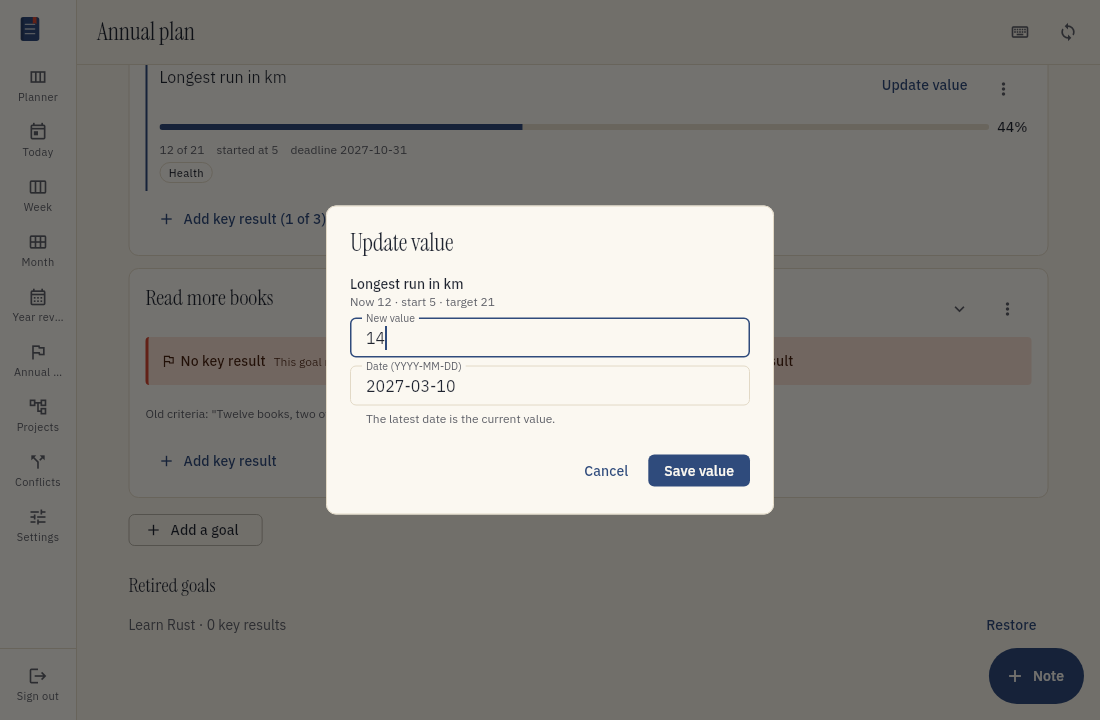 Annual plan
Planner
Today
Week
Month
Year rev...
Annual ...
Projects
Conflicts
Settings
Sign out
Longest run in km
Update value
44%
12 of 21 started at 5 deadline 2027-10-31
Health
Add key result (1 of 3)
Update value
Longest run in km
Now 12 · start 5 · target 21
New value
14
Date (YYYY-MM-DD)
2027-03-10
The latest date is the current value.
Cancel
Save value
Read more books
No key result This goal
Old criteria: "Twelve books, two o
Add key result
Add a goal
Retired goals
Learn Rust · 0 key results
Restore
Note